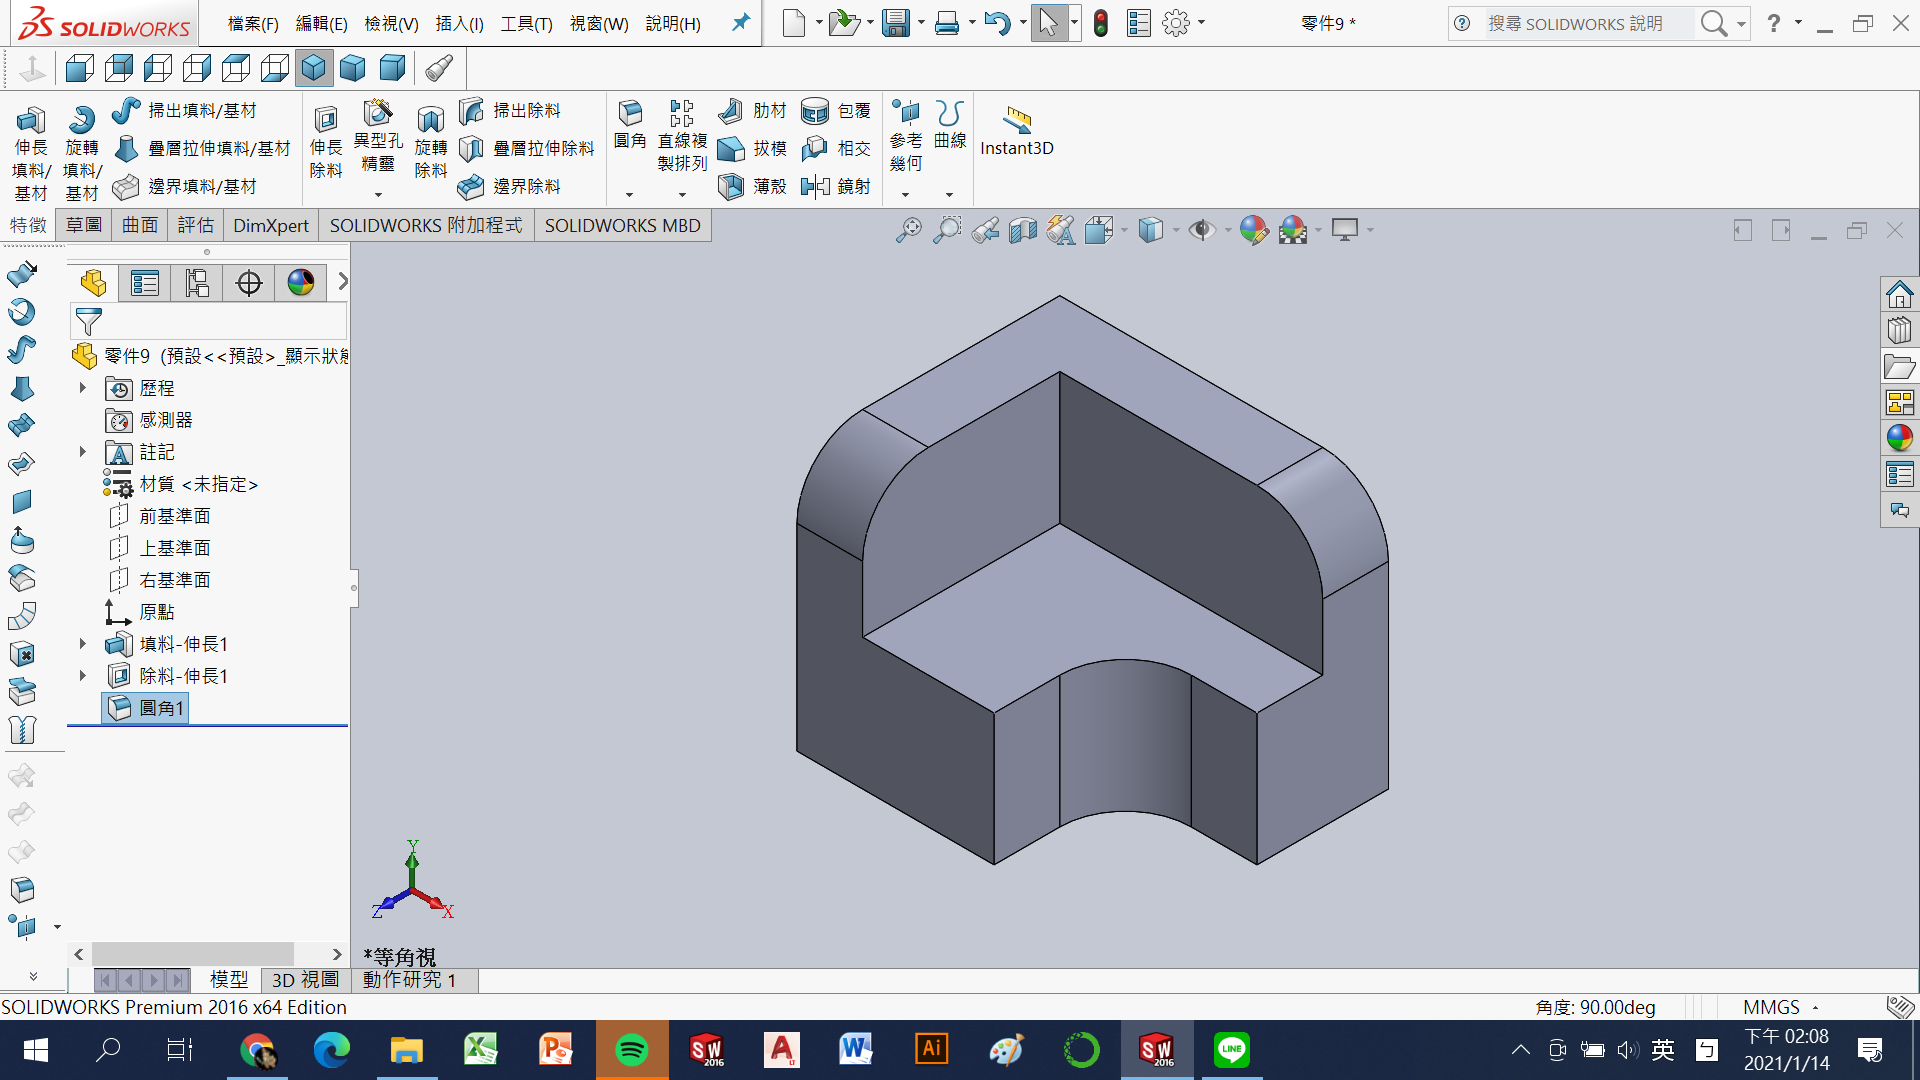 SOLIDWORKS 檔案(F) 編輯(E) 檢視(V) 插入(I) 工具(T) 視窗(W) 說明(H) 零件9 * 搜尋 SOLIDWORKS 說明
伸長填料/基材
旋轉填料/基材
掃出填料/基材
疊層拉伸填料/基材
邊界填料/基材
伸長除料
異型孔精靈
旋轉除料
掃出除料
疊層拉伸除料
邊界除料
圓角
直線複製排列
肋材
拔模
薄殼
包覆
相交
鏡射
參考幾何
曲線
Instant3D
特徵 草圖 曲面 評估 DimXpert SOLIDWORKS 附加程式 SOLIDWORKS MBD
零件9 (預設<<預設>_顯示狀態
歷程
感測器
註記
材質 <未指定>
前基準面
上基準面
右基準面
原點
填料-伸長1
除料-伸長1
圓角1
Y
Z X
*等角視
模型 3D 視圖 動作研究 1
SOLIDWORKS Premium 2016 x64 Edition 角度: 90.00deg MMGS
SW 2016 Ai SW 2016 LINE 英 ㄅ 下午 02:08
2021/1/14